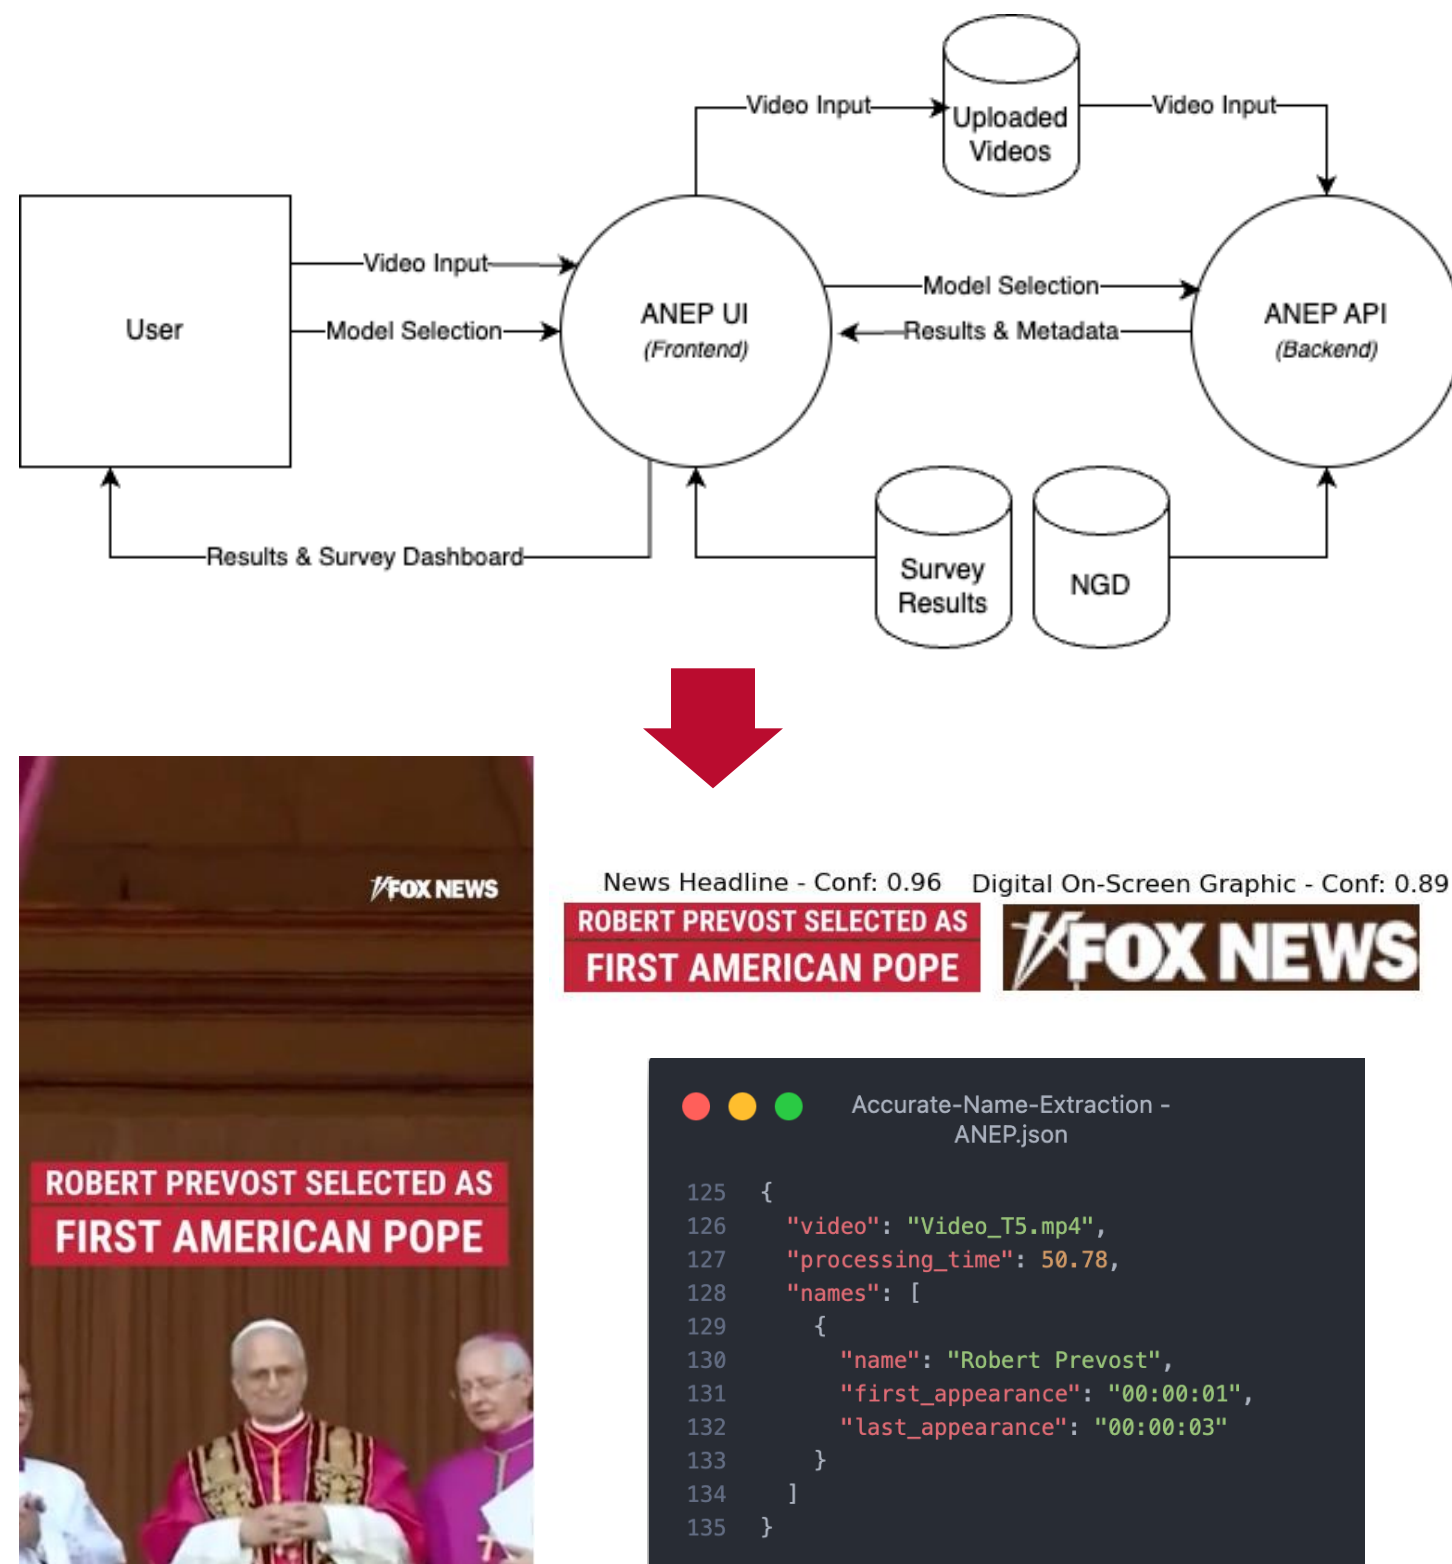 Video Input
Uploaded
Videos
Video Input
User
Video Input
Model Selection
ANEP UI
(Frontend)
Model Selection
Results & Metadata
ANEP API
(Backend)
Results & Survey Dashboard
Survey
Results
NGD
FOX NEWS
ROBERT PREVOST SELECTED AS
FIRST AMERICAN POPE
News Headline - Conf: 0.96
ROBERT PREVOST SELECTED AS
FIRST AMERICAN POPE
Digital On-Screen Graphic - Conf: 0.89
FOX NEWS
Accurate-Name-Extraction -
ANEP.json
125 {
126 "video": "Video_T5.mp4",
127 "processing_time": 50.78,
128 "names": [
129 {
130 "name": "Robert Prevost",
131 "first_appearance": "00:00:01",
132 "last_appearance": "00:00:03"
133 }
134 ]
135 }